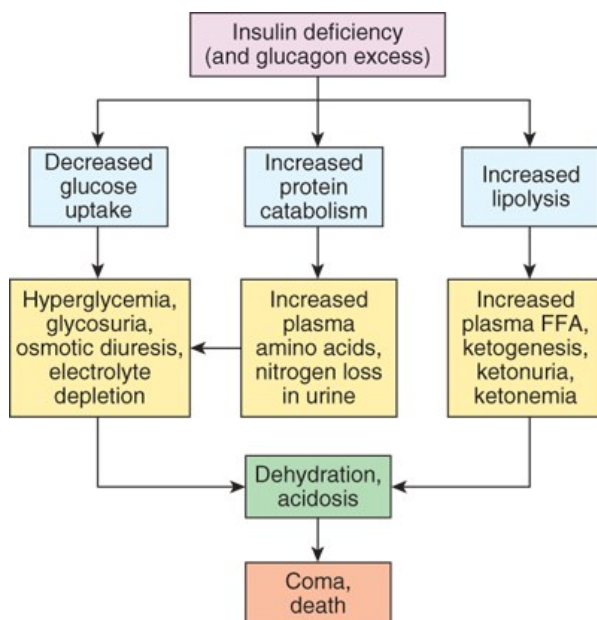 Insulin deficiency
(and glucagon excess)
Decreased
glucose
uptake
Increased
protein
catabolism
Increased
lipolysis
Hyperglycemia,
glycosuria,
osmotic diuresis,
electrolyte
depletion
Increased
plasma
amino acids,
nitrogen loss
in urine
Increased
plasma FFA,
ketogenesis,
ketonuria,
ketonemia
Dehydration,
acidosis
Coma,
death